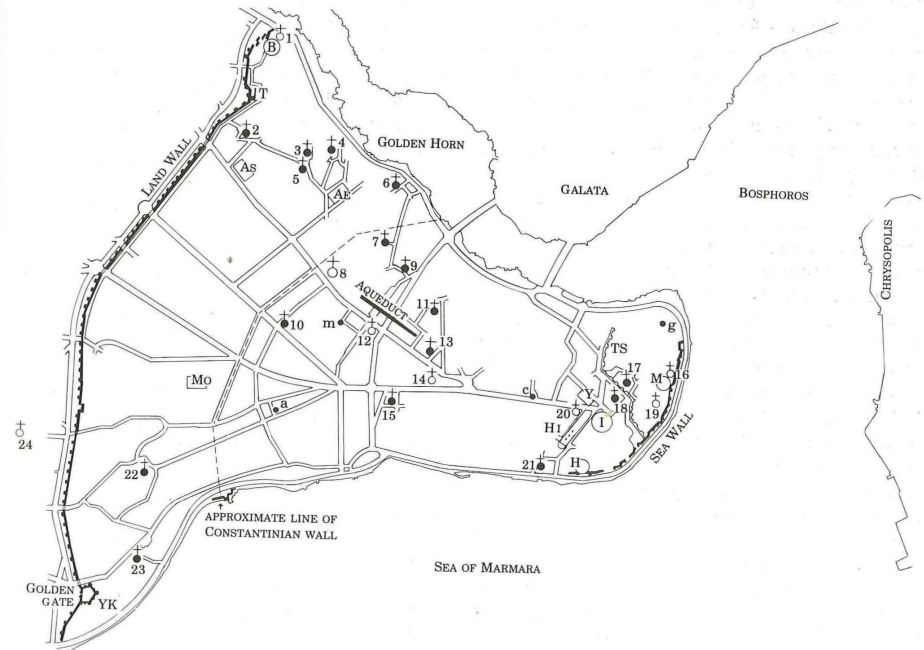 1
B
T
2
3
4
5
GOLDEN HORN
LAND WALL
AS
AE
6
GALATA
BOSPHOROS
CHRYSOPOLIS
7
8
9
AQUEDUCT
10
m
11
12
13
14
g
TS
17
M
16
18
19
MO
a
15
c
Y
20
HI
I
SEA WALL
24
22
21
H
APPROXIMATE LINE OF
CONSTANTINIAN WALL
23
SEA OF MARMARA
GOLDEN
GATE
YK